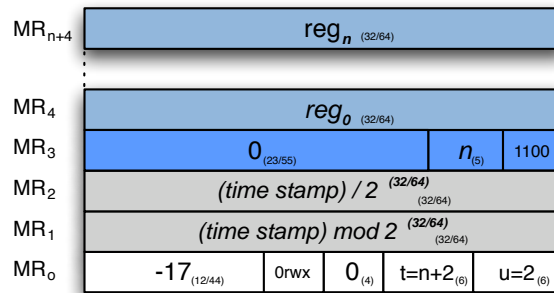 MRn+4 regn (32/64)
MR4 reg0 (32/64)
MR3 0(23/55) n(5) 1100
MR2 (time stamp) / 2(32/64) (32/64)
MR1 (time stamp) mod 2(32/64) (32/64)
MRo -17(12/44) 0rwx 0(4) t=n+2(6) u=2(6)